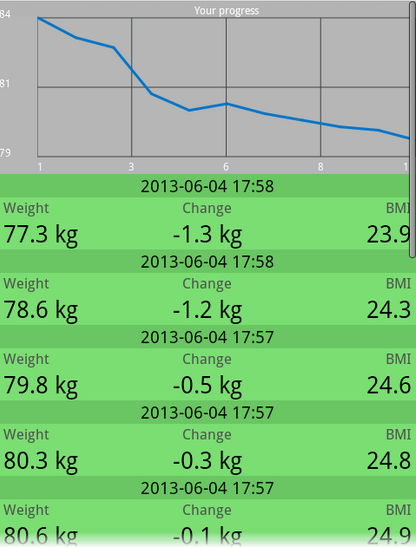 Your progress
84
81
79
1 3 6 8 1
2013-06-04 17:58
Weight Change BMI
77.3 kg -1.3 kg 23.9
2013-06-04 17:58
Weight Change BMI
78.6 kg -1.2 kg 24.3
2013-06-04 17:57
Weight Change BMI
79.8 kg -0.5 kg 24.6
2013-06-04 17:57
Weight Change BMI
80.3 kg -0.3 kg 24.8
2013-06-04 17:57
Weight Change BMI
80.6 kg -0.1 kg 24.9